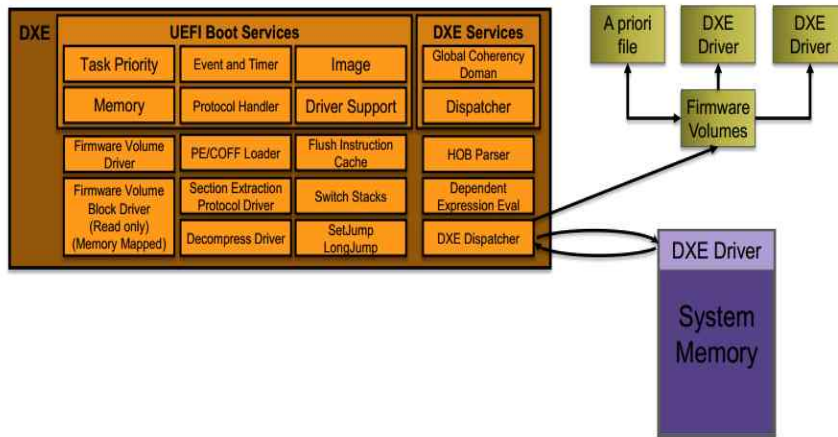 DXE
UEFI Boot Services
DXE Services
Task Priority
Event and Timer
Image
Global Coherency
Doman
Memory
Protocol Handler
Driver Support
Dispatcher
Firmware Volume
Driver
PE/COFF Loader
Flush Instruction
Cache
HOB Parser
Firmware Volume
Block Driver
(Read only)
(Memory Mapped)
Section Extraction
Protocol Driver
Switch Stacks
Dependent
Expression Eval
Decompress Driver
SetJump
LongJump
DXE Dispatcher
A priori
file
DXE
Driver
DXE
Driver
Firmware
Volumes
DXE Driver
System
Memory